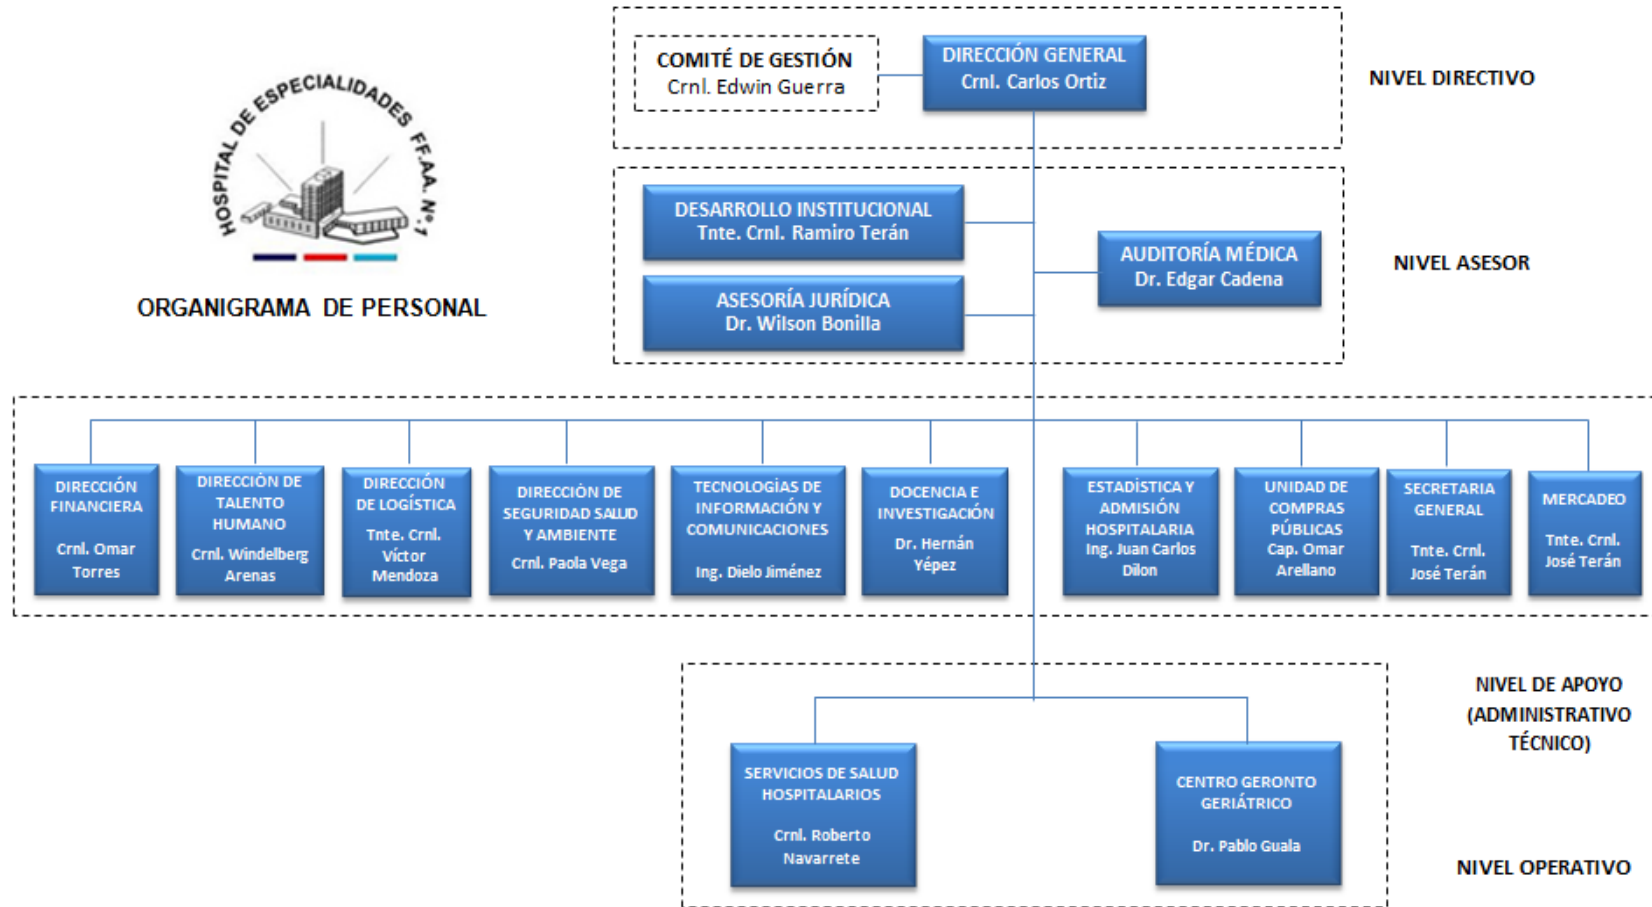 HOSPITAL DE ESPECIALIDADES FF.AA. Nº.1
ORGANIGRAMA DE PERSONAL
COMITÉ DE GESTIÓN
Crnl. Edwin Guerra
DIRECCIÓN GENERAL
Crnl. Carlos Ortiz
NIVEL DIRECTIVO
DESARROLLO INSTITUCIONAL
Tnte. Crnl. Ramiro Terán
AUDITORÍA MÉDICA
Dr. Edgar Cadena
ASESORÍA JURÍDICA
Dr. Wilson Bonilla
NIVEL ASESOR
DIRECCIÓN
FINANCIERA
Crnl. Omar
Torres
DIRECCIÓN DE
TALENTO
HUMANO
Crnl. Windelberg
Arenas
DIRECCIÓN
DE LOGÍSTICA
Tnte. Crnl.
Víctor
Mendoza
DIRECCIÓN DE
SEGURIDAD SALUD
Y AMBIENTE
Crnl. Paola Vega
TECNOLOGÍAS DE
INFORMACIÓN Y
COMUNICACIONES
Ing. Dielo Jiménez
DOCENCIA E
INVESTIGACIÓN
Dr. Hernán
Yépez
ESTADÍSTICA Y
ADMISIÓN
HOSPITALARIA
Ing. Juan Carlos
Dilon
UNIDAD DE
COMPRAS
PÚBLICAS
Cap. Omar
Arellano
SECRETARIA
GENERAL
Tnte. Crnl.
José Terán
MERCADEO
Tnte. Crnl.
José Terán
NIVEL DE APOYO
(ADMINISTRATIVO
TÉCNICO)
SERVICIOS DE SALUD
HOSPITALARIOS
Crnl. Roberto
Navarrete
CENTRO GERONTO
GERIÁTRICO
Dr. Pablo Guala
NIVEL OPERATIVO